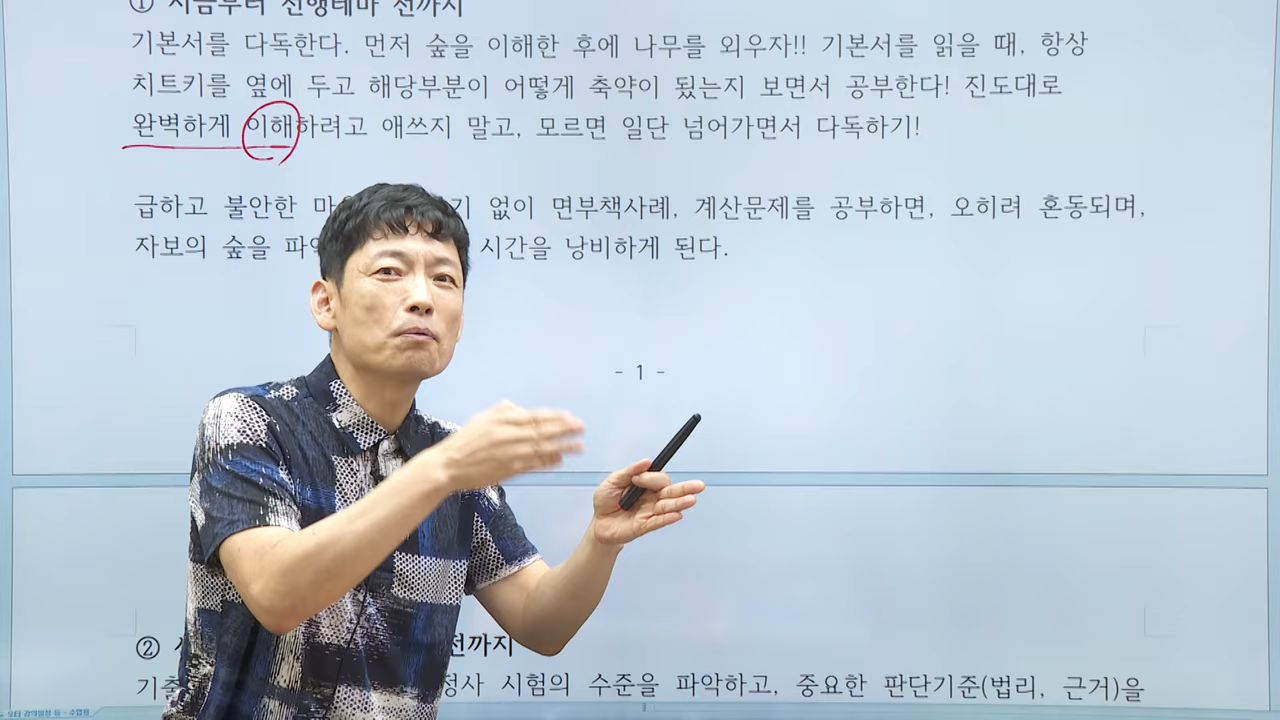 ① 지금부터 선행테마 전까지
기본서를 다독한다. 먼저 숲을 이해한 후에 나무를 외우자!! 기본서를 읽을 때, 항상
치트키를 옆에 두고 해당부분이 어떻게 축약이 됬는지 보면서 공부한다! 진도대로
완벽하게 이해하려고 애쓰지 말고, 모르면 일단 넘어가면서 다독하기!
급하고 불안한 없이 면부책사례, 계산문제를 공부하면, 오히려 혼동되며,
자보의 숲을 시간을 낭비하게 된다.
- 1 -
② 전까지
시험의 수준을 파악하고, 중요한 판단기준(법리, 근거)을